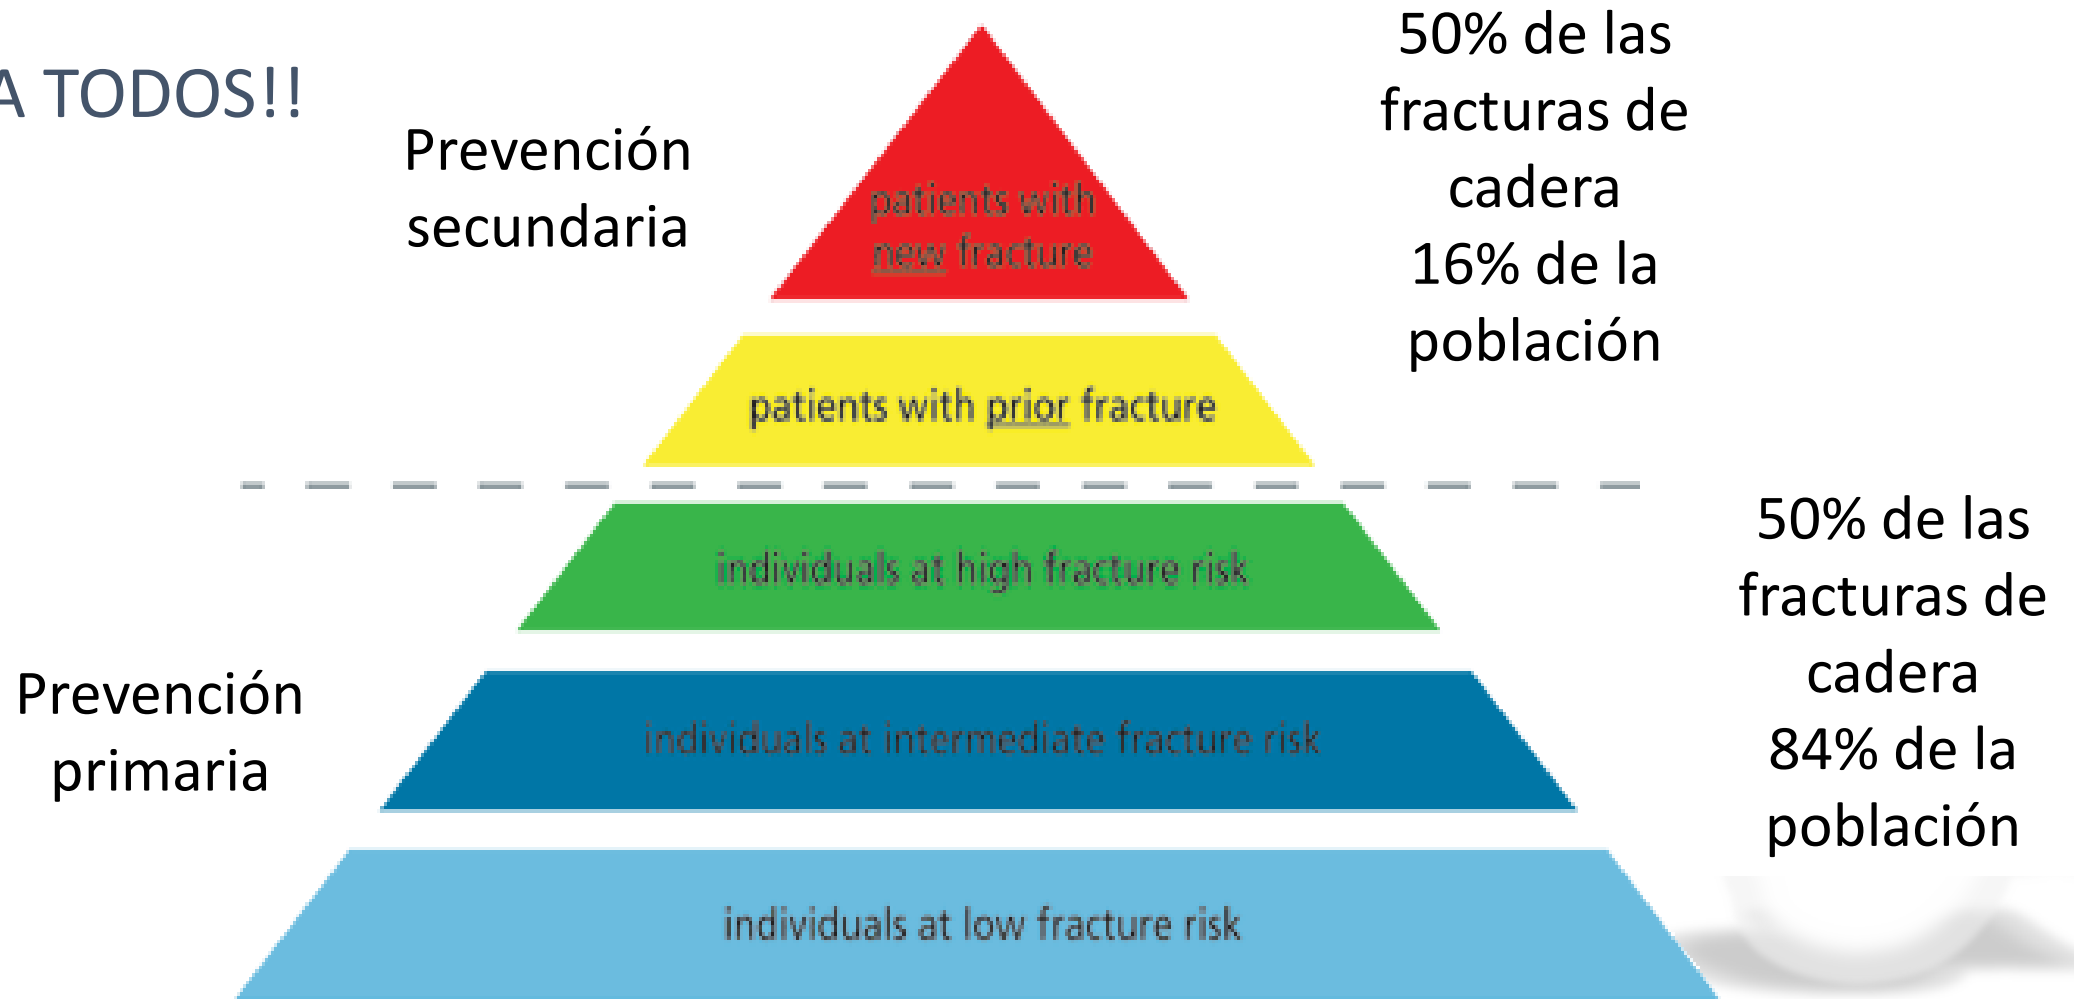 A TODOS!!
Prevención
secundaria
patients with
new fracture
50% de las
fracturas de
cadera
16% de la
población
patients with prior fracture
individuals at high fracture risk
50% de las
fracturas de
cadera
84% de la
población
Prevención
primaria
individuals at intermediate fracture risk
individuals at low fracture risk